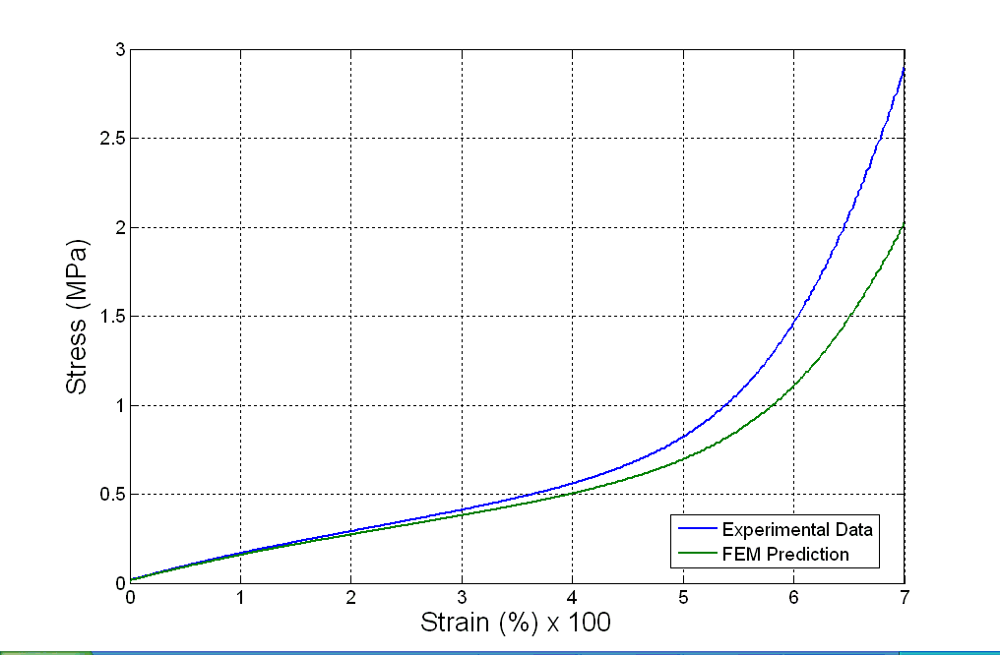 3
2.5
2
1.5
1
0.5
0
Stress (MPa)
Experimental Data
FEM Prediction
0 1 2 3 4 5 6 7
Strain (%) x 100